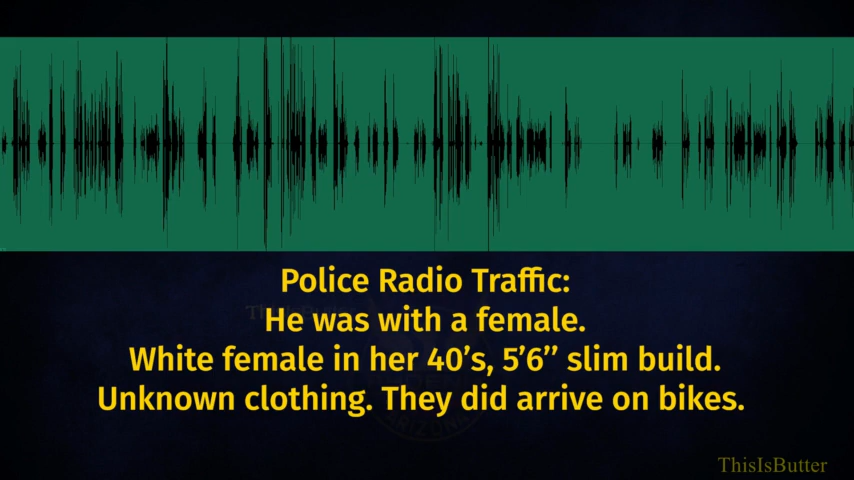 Police Radio Traffic:
He was with a female.
White female in her 40’s, 5’6’’ slim build.
Unknown clothing. They did arrive on bikes.
ThisIsButter